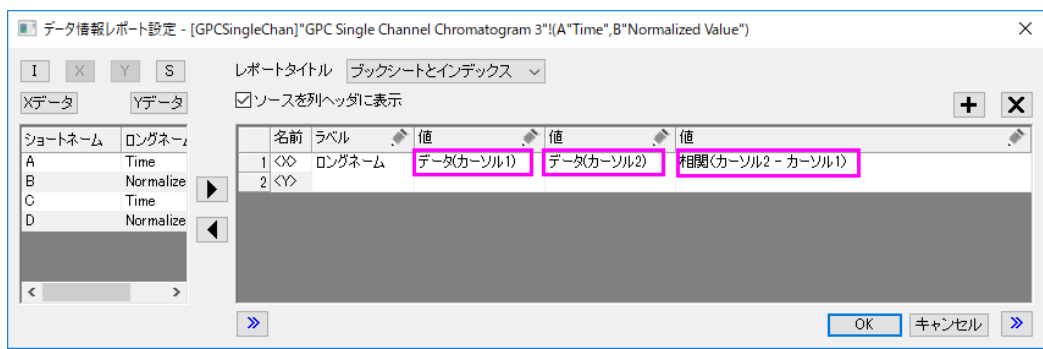 データ情報レポート設定 - [GPCSingleChan]"GPC Single Channel Chromatogram 3"!(A"Time",B"Normalized Value")
I X Y S レポートタイトル ブックシートとインデックス
Xデータ Yデータ ソースを列ヘッダに表示
ショートネーム ロングネーム 名前 ラベル 値 値 値
A Time 1 <X> ロングネーム データ(カーソル1) データ(カーソル2) 相関(カーソル2 - カーソル1)
B Normalize 2 <Y>
C Time
D Normalize
OK キャンセル